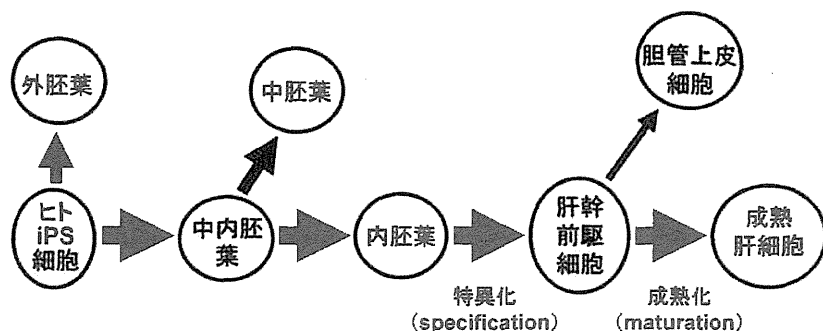 外胚葉
中胚葉
胆管上皮
細胞
ヒト
iPS
細胞
中内胚
葉
内胚葉
肝幹
前駆
細胞
成熟
肝細胞
特異化
(specification)
成熟化
(maturation)